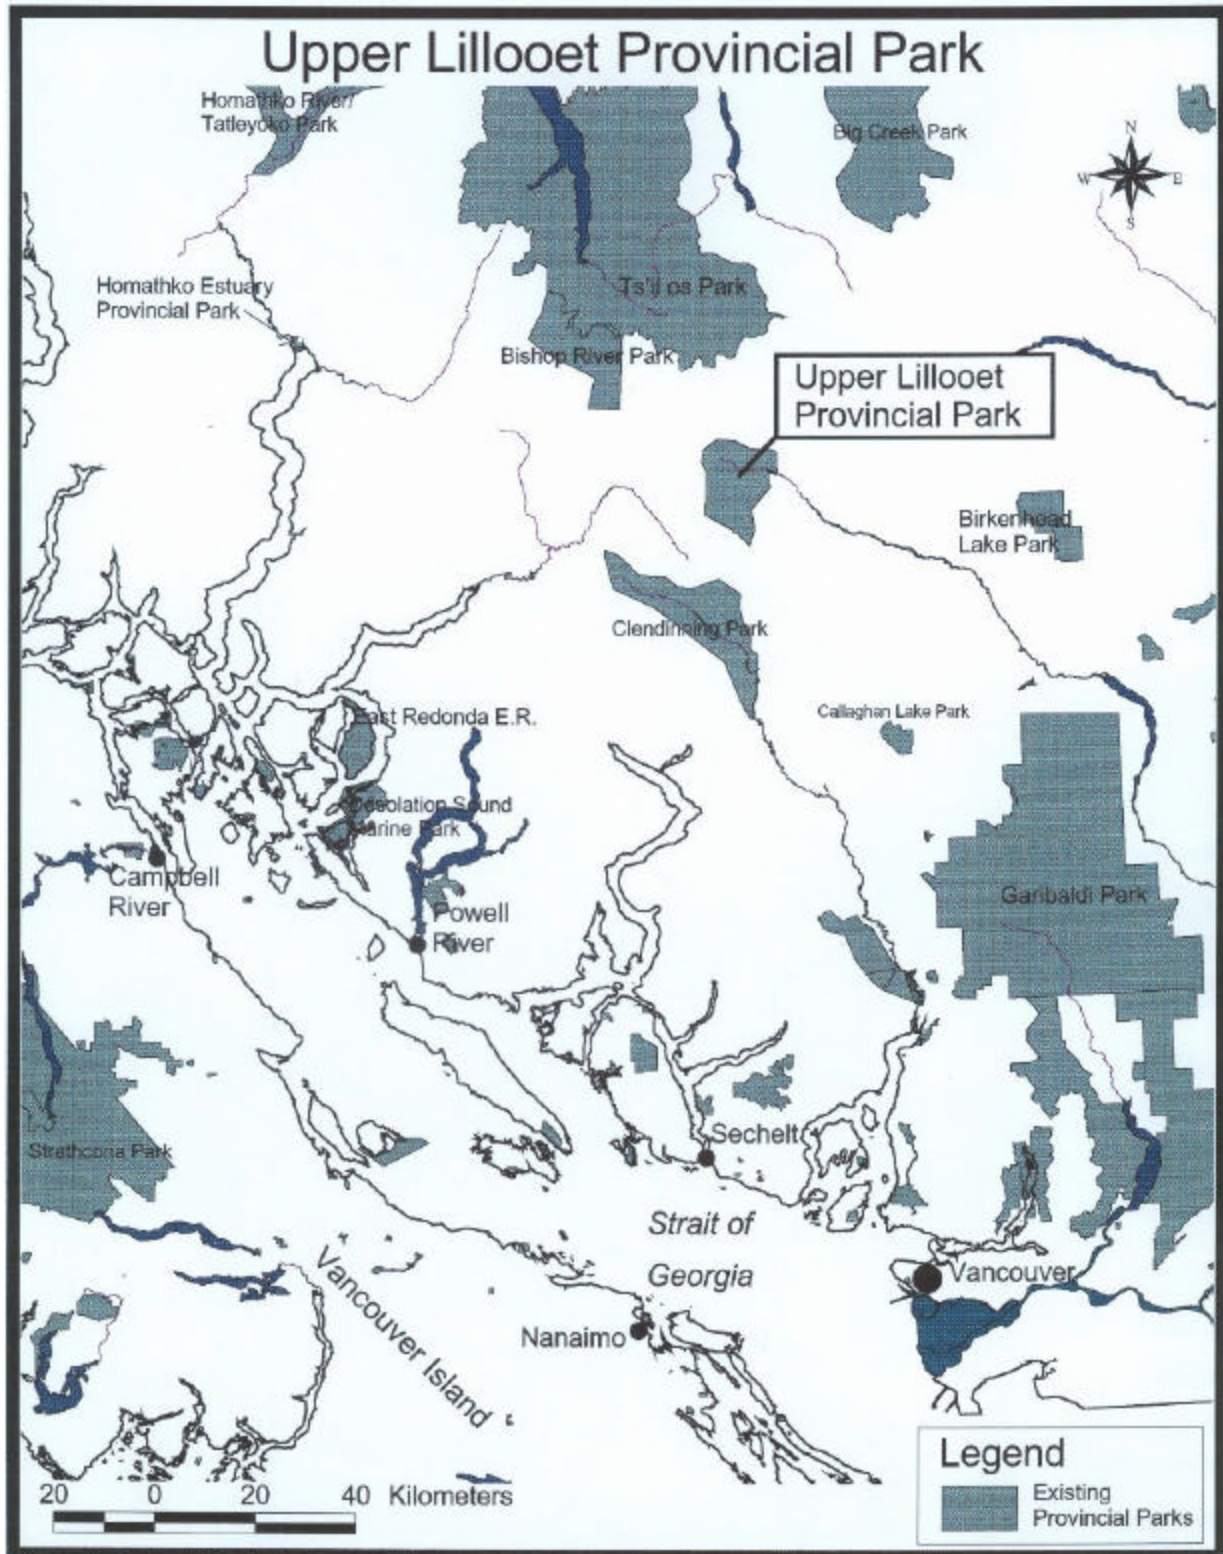 Upper Lillooet Provincial Park
Homathko River/
Tatleyoko Park
Big Creek Park
N
W E
S
Homathko Estuary
Provincial Park
Ts'il os Park
Bishop River Park
Upper Lillooet
Provincial Park
Birkenhead
Lake Park
Clendinning Park
East Redonda E.R.
Callaghan Lake Park
Desolation Sound
Marine Park
Campbell
River
Powell
River
Garibaldi Park
Strathcona Park
Sechelt
Strait of
Georgia
Vancouver
Vancouver Island
Nanaimo
Legend
Existing
Provincial Parks
20 0 20 40 Kilometers